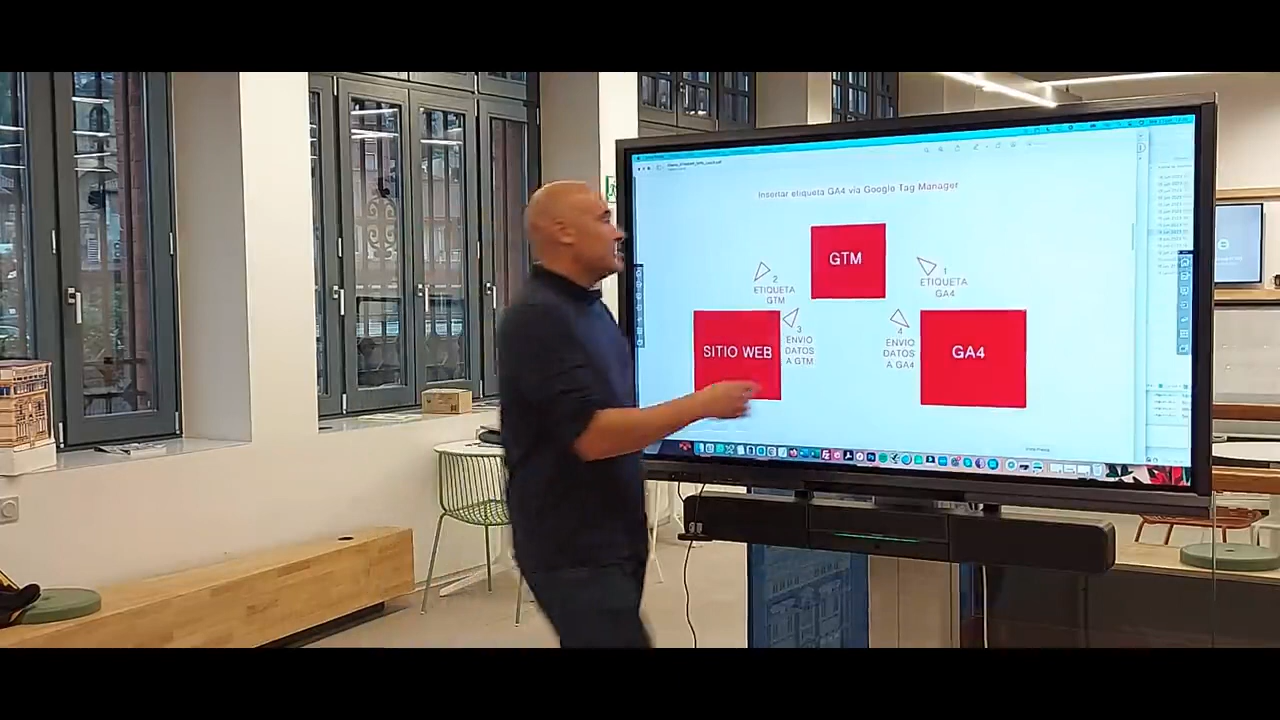 Insertar etiqueta GA4 via Google Tag Manager
GTM
2
ETIQUETA
GTM
1
ETIQUETA
GA4
SITIO WEB
3
ENVIO
DATOS
A GTM
4
ENVIO
DATOS
A GA4
GA4